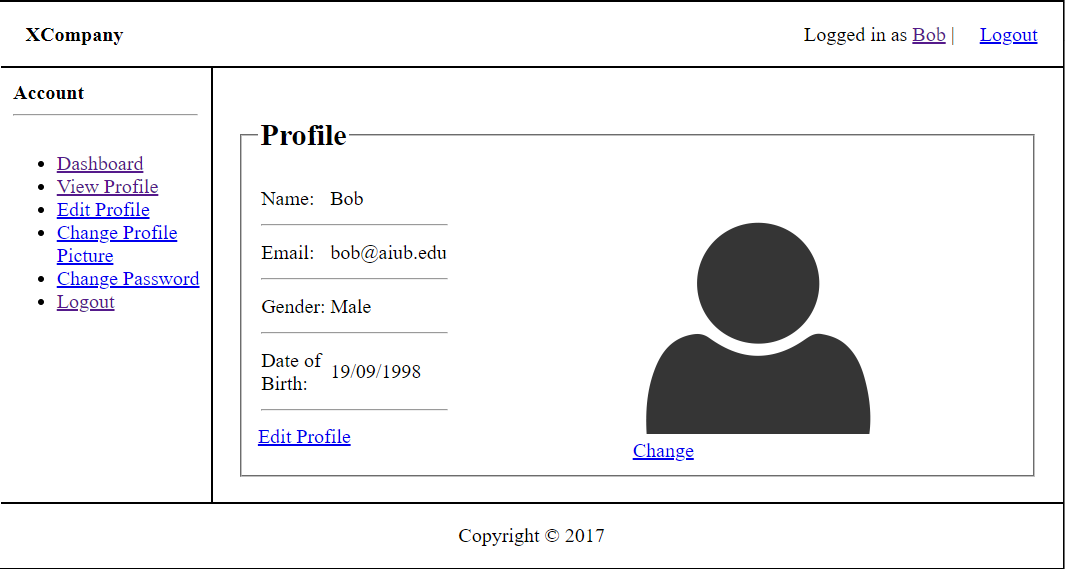 XCompany
Logged in as Bob | Logout
Account
Dashboard
View Profile
Edit Profile
Change Profile
Picture
Change Password
Logout
Profile
Name: Bob
Email: bob@aiub.edu
Gender: Male
Date of
Birth: 19/09/1998
Edit Profile
Change
Copyright © 2017